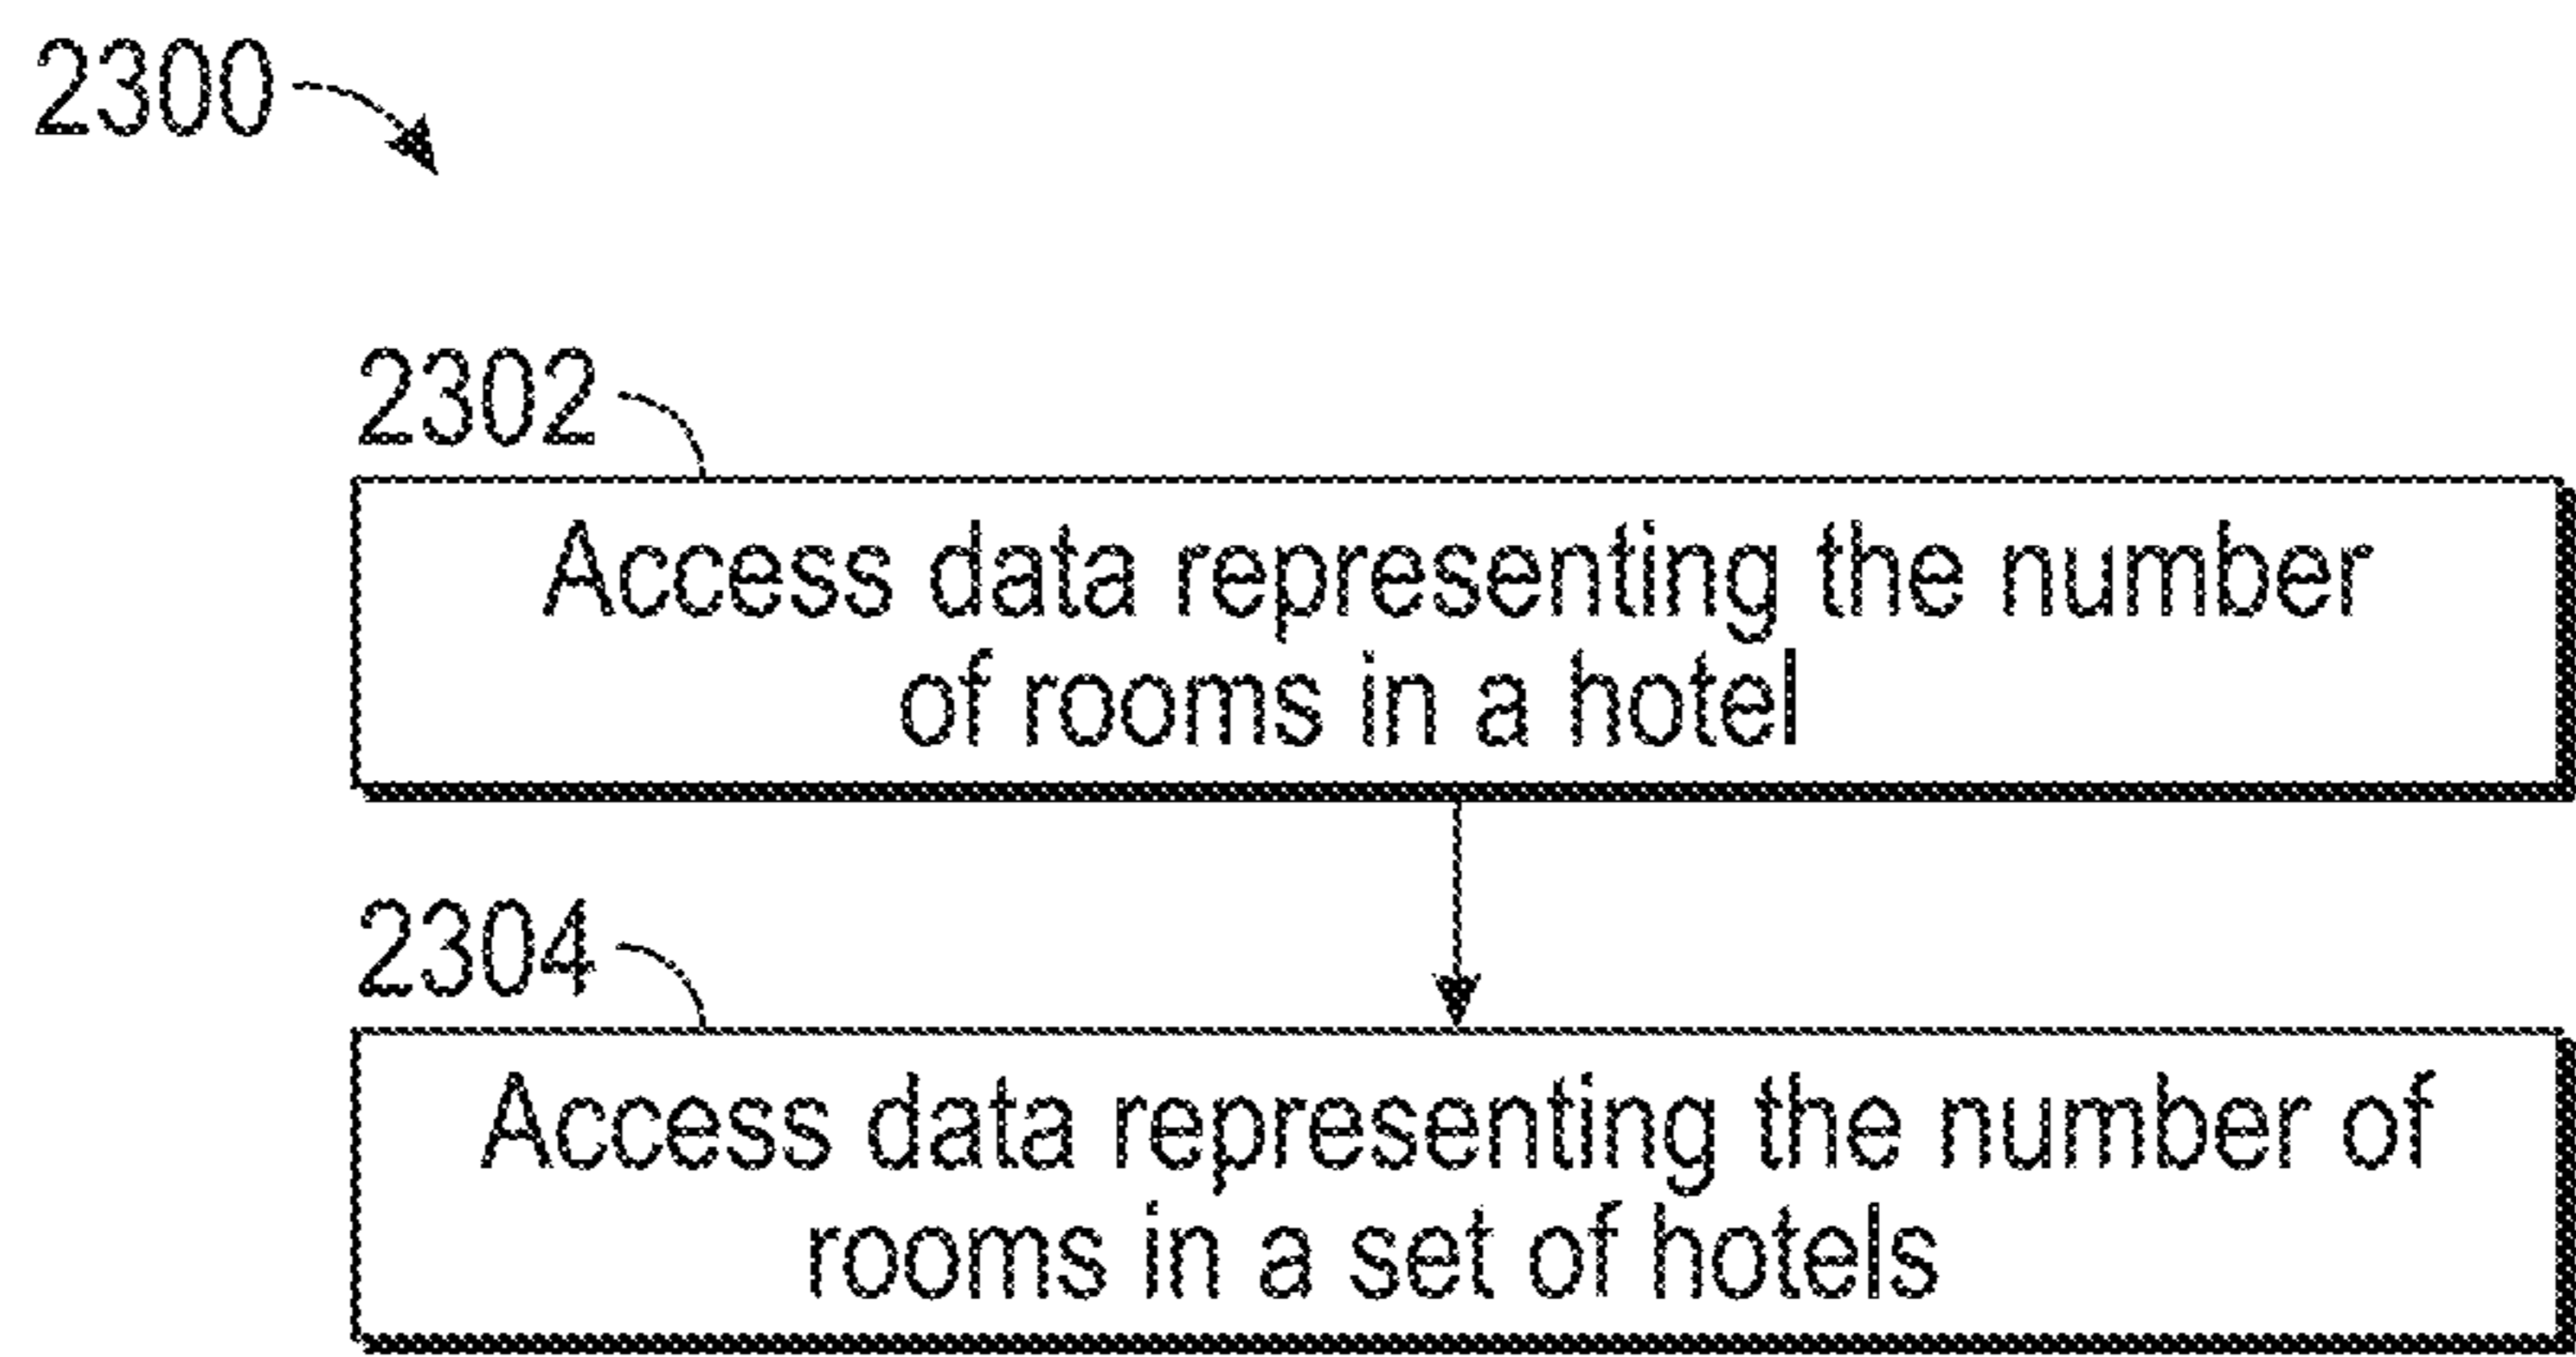 2300
2302
Access data representing the number
of rooms in a hotel
2304
Access data representing the number of
rooms in a set of hotels